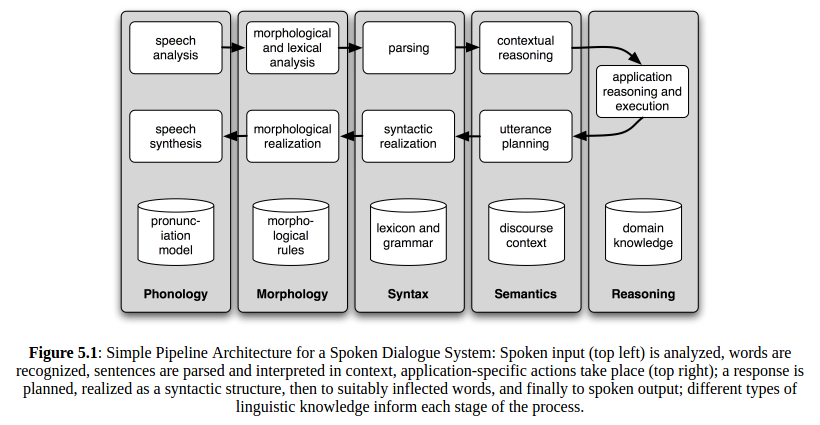 speech
analysis
morphological
and lexical
analysis
parsing
contextual
reasoning
application
reasoning and
execution
speech
synthesis
morphological
realization
syntactic
realization
utterance
planning
pronunc-
iation
model
morpho-
logical
rules
lexicon and
grammar
discourse
context
domain
knowledge
Phonology
Morphology
Syntax
Semantics
Reasoning
Figure 5.1: Simple Pipeline Architecture for a Spoken Dialogue System: Spoken input (top left) is analyzed, words are
recognized, sentences are parsed and interpreted in context, application-specific actions take place (top right); a response is
planned, realized as a syntactic structure, then to suitably inflected words, and finally to spoken output; different types of
linguistic knowledge inform each stage of the process.